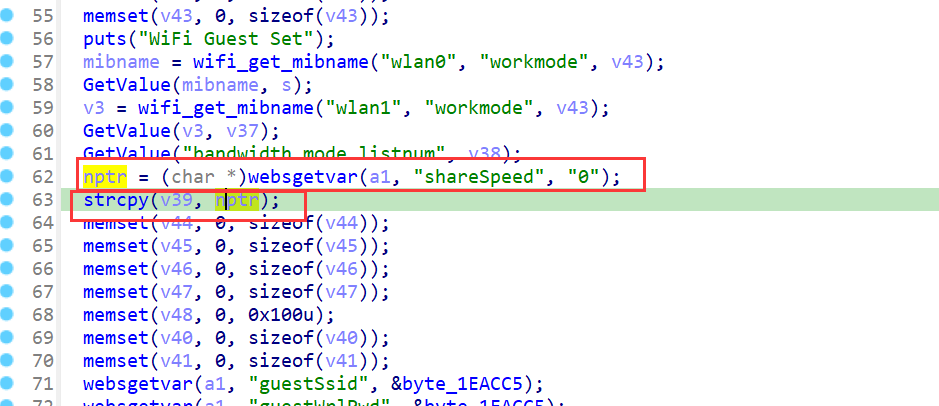 55 memset(v43, 0, sizeof(v43));
56 puts("WiFi Guest Set");
57 mibname = wifi_get_mibname("wlan0", "workmode", v43);
58 GetValue(mibname, s);
59 v3 = wifi_get_mibname("wlan1", "workmode", v43);
60 GetValue(v3, v37);
61 GetValue("bandwidth_mode_listnum", v38);
62 nptr = (char *)websgetvar(a1, "shareSpeed", "0");
63 strcpy(v39, nptr);
64 memset(v44, 0, sizeof(v44));
65 memset(v45, 0, sizeof(v45));
66 memset(v46, 0, sizeof(v46));
67 memset(v47, 0, sizeof(v47));
68 memset(v48, 0, 0x100u);
69 memset(v40, 0, sizeof(v40));
70 memset(v41, 0, sizeof(v41));
71 websgetvar(a1, "guestSsid", &byte_1EACC5);
72 websgetvar(a1, "guestWrlPwd", &byte_1EACC5);